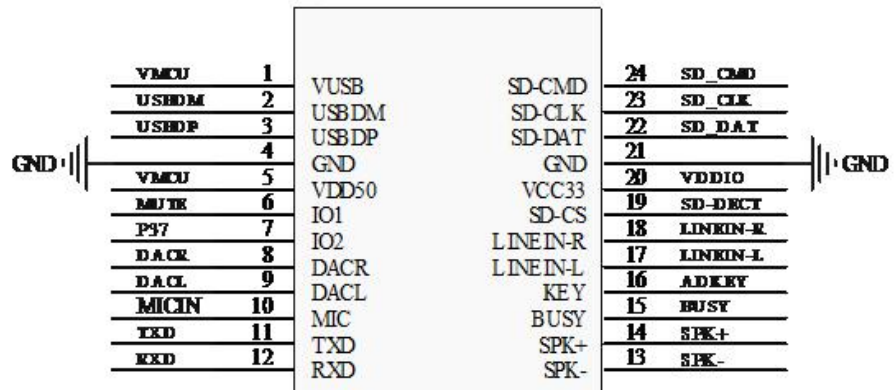 VMCU 1 VUSB SD-CMD 24 SD_CMD
USBDM 2 USBDM SD-CLK 23 SD_CLK
USBDP 3 USBDP SD-DAT 22 SD_DAT
GND 4 GND GND 21 GND
VMCU 5 VDD50 VCC33 20 VDDIO
MUTE 6 IO1 SD-CS 19 SD-DECT
P37 7 IO2 LINEIN-R 18 LINEIN-R
DACR 8 DACR LINEIN-L 17 LINEIN-L
DACL 9 DACL KEY 16 ADKEY
MICIN 10 MIC BUSY 15 BUSY
TXD 11 TXD SPK+ 14 SPK+
RXD 12 RXD SPK- 13 SPK-